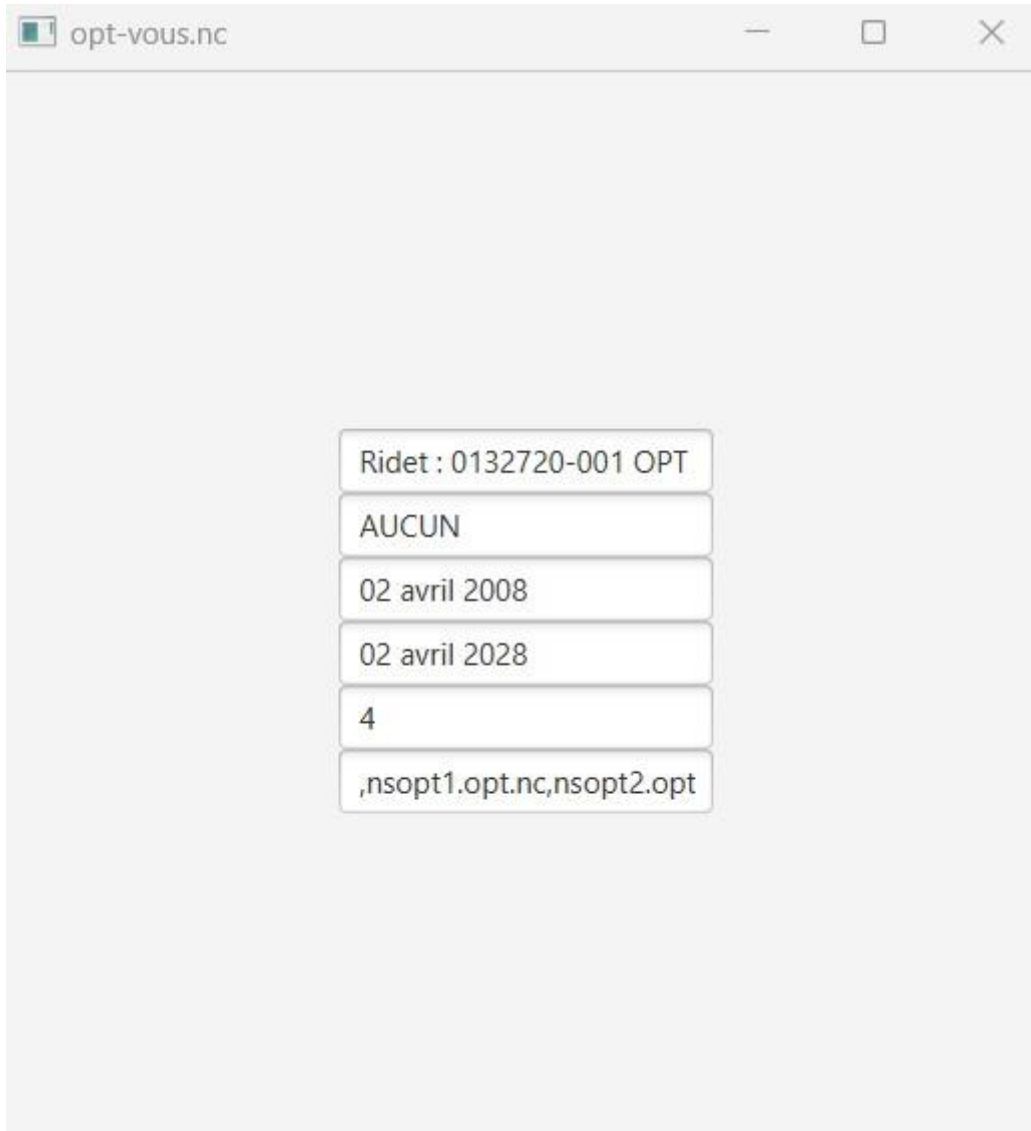 opt-vous.nc
Ridet : 0132720-001 OPT
AUCUN
02 avril 2008
02 avril 2028
4
,nsopt1.opt.nc,nsopt2.opt